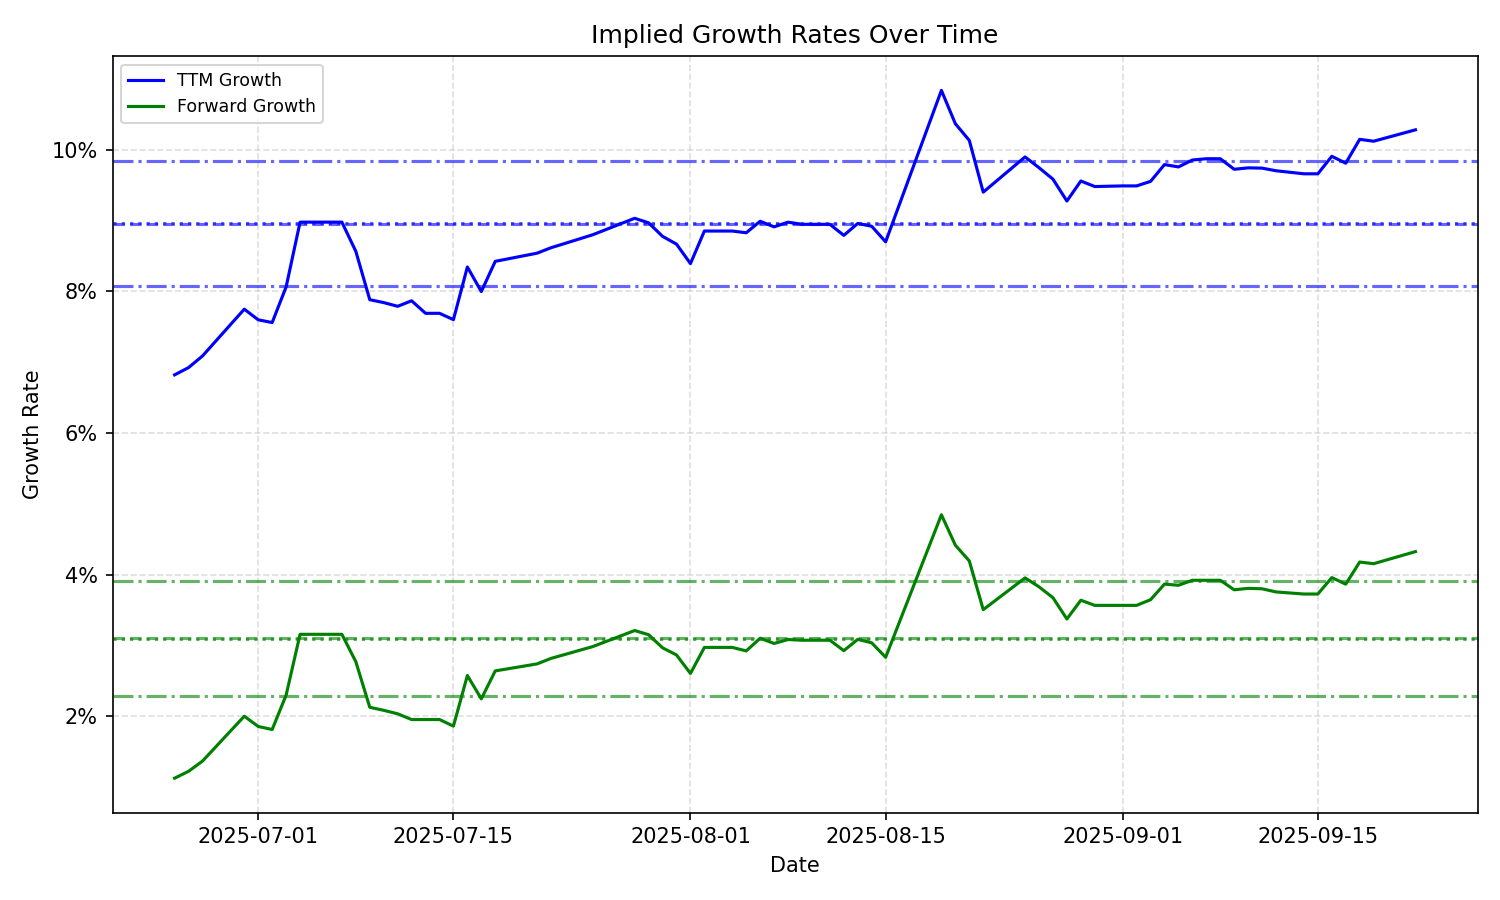 Implied Growth Rates Over Time
TTM Growth
Forward Growth
10%
8%
6%
4%
2%
Growth Rate
2025-07-01
2025-07-15
2025-08-01
2025-08-15
2025-09-01
2025-09-15
Date